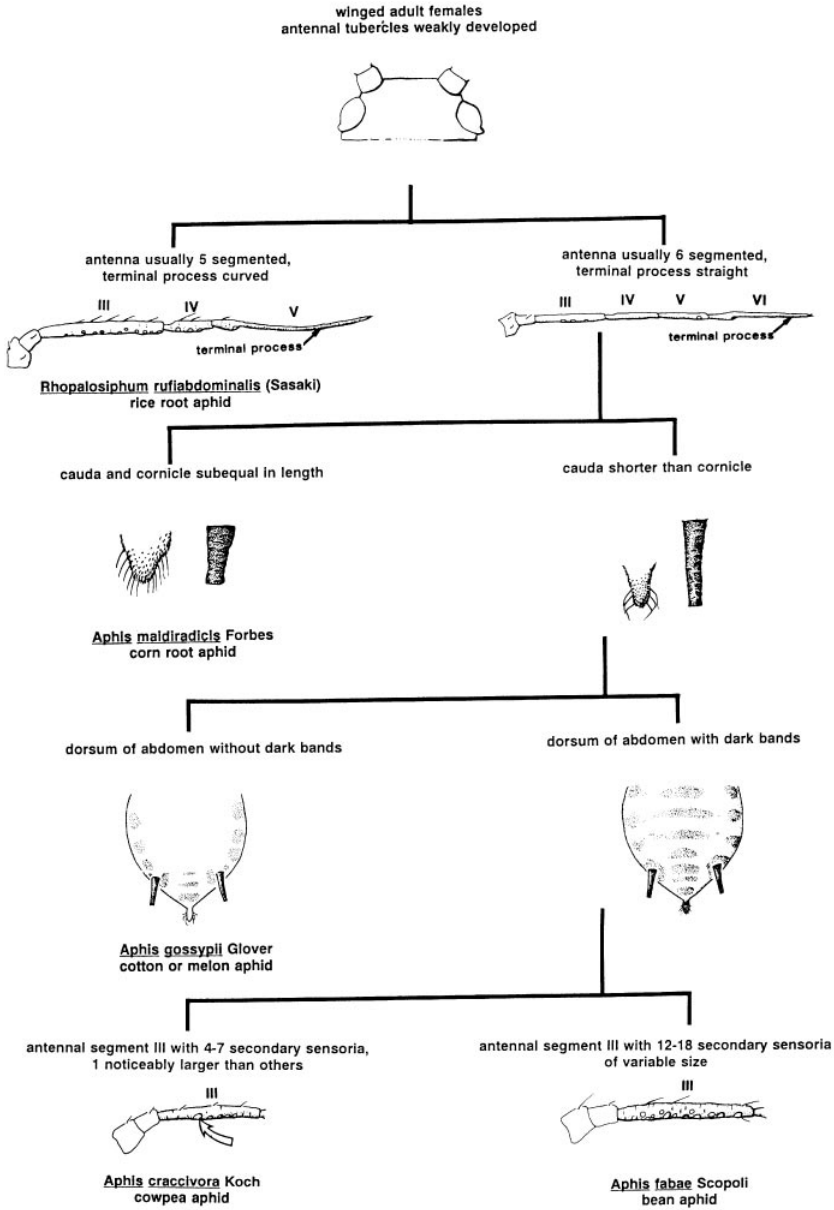 winged adult females
antennal tubercles weakly developed
antenna usually 5 segmented,
terminal process curved
III
IV
V
terminal process
Rhopalosiphum rufiabdominalis (Sasaki)
rice root aphid
antenna usually 6 segmented,
terminal process straight
III
IV
V
VI
terminal process
cauda and cornicle subequal in length
Aphis maidiradicis Forbes
corn root aphid
cauda shorter than cornicle
dorsum of abdomen without dark bands
Aphis gossypii Glover
cotton or melon aphid
dorsum of abdomen with dark bands
antennal segment III with 4-7 secondary sensoria,
1 noticeably larger than others
III
Aphis craccivora Koch
cowpea aphid
antennal segment III with 12-18 secondary sensoria
of variable size
III
Aphis fabae Scopoli
bean aphid